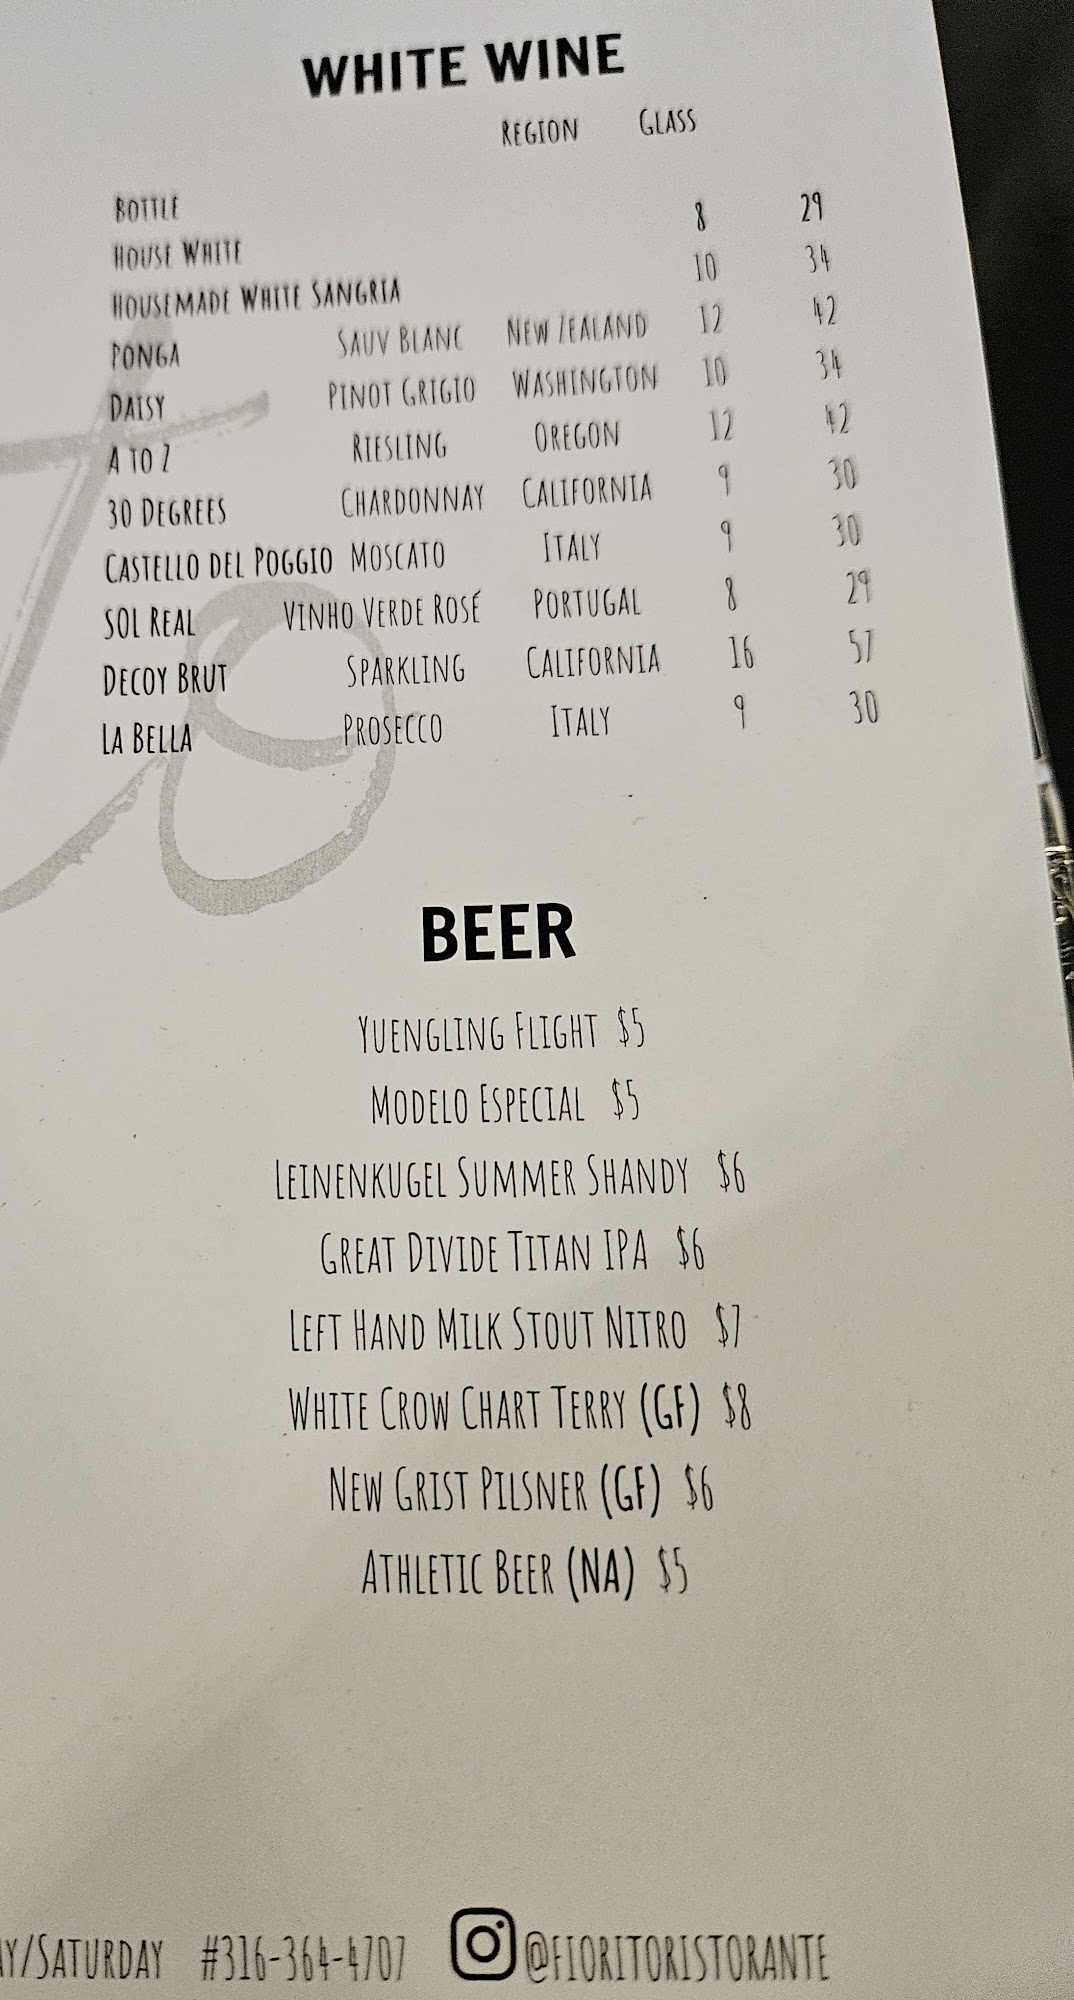 WHITE WINE
REGION GLASS
BOTTLE
HOUSE WHITE 8 29
HOUSEMADE WHITE SANGRIA 10 34
PONGA SAUV BLANC NEW ZEALAND 12 42
DAISY PINOT GRIGIO WASHINGTON 10 34
A TO Z RIESLING OREGON 12 42
30 DEGREES CHARDONNAY CALIFORNIA 9 30
CASTELLO DEL POGGIO MOSCATO ITALY 9 30
SOL REAL VINHO VERDE ROSÉ PORTUGAL 8 29
DECOY BRUT SPARKLING CALIFORNIA 16 57
LA BELLA PROSECCO ITALY 9 30
BEER
YUENGLING FLIGHT $5
MODELO ESPECIAL $5
LEINENKUGEL SUMMER SHANDY $6
GREAT DIVIDE TITAN IPA $6
LEFT HAND MILK STOUT NITRO $7
WHITE CROW CHART TERRY (GF) $8
NEW GRIST PILSNER (GF) $6
ATHLETIC BEER (NA) $5
AY/SATURDAY #316-364-4707 @FIORITORISTORANTE